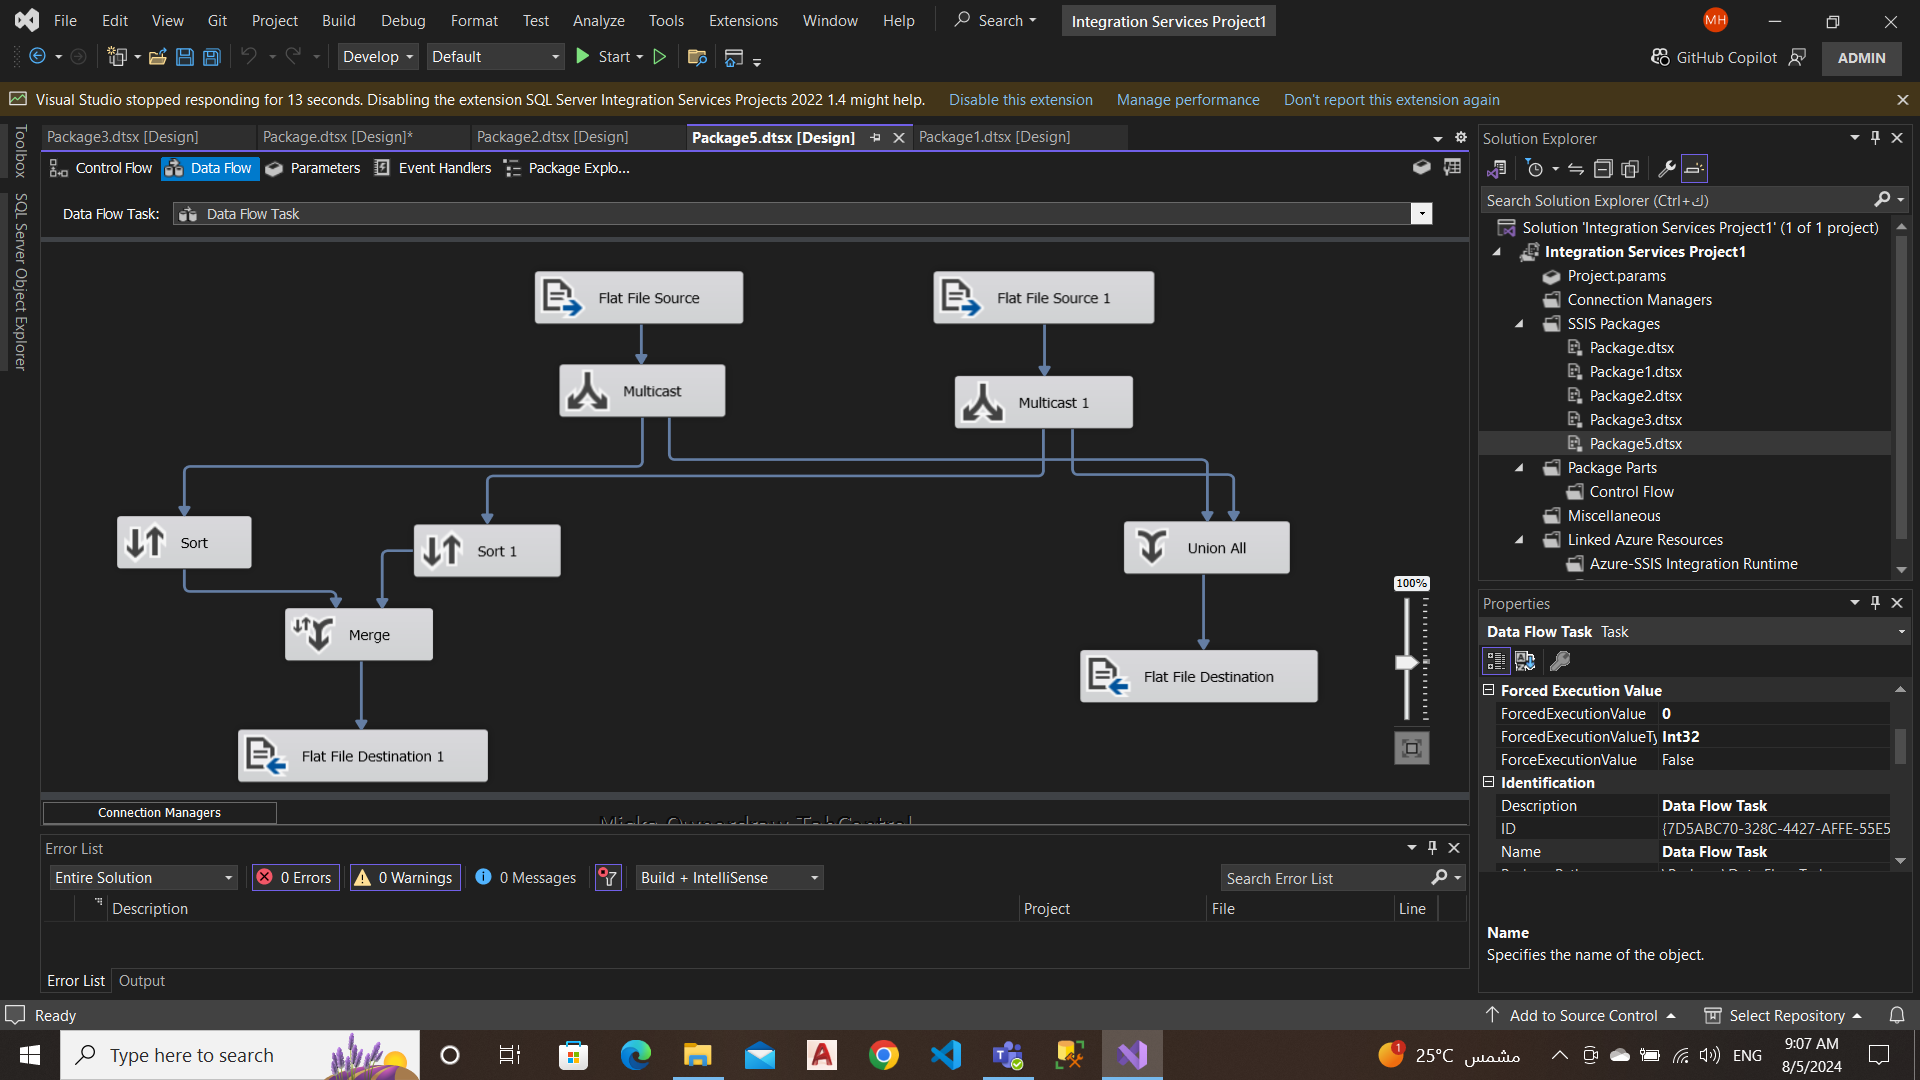 File Edit View Git Project Build Debug Format Test Analyze Tools Extensions Window Help Search Integration Services Project1 MH
Develop Default Start GitHub Copilot ADMIN
Visual Studio stopped responding for 13 seconds. Disabling the extension SQL Server Integration Services Projects 2022 1.4 might help. Disable this extension Manage performance Don't report this extension again
Toolbox
SQL Server Object Explorer
Package3.dtsx [Design] Package.dtsx [Design]* Package2.dtsx [Design] Package5.dtsx [Design] Package1.dtsx [Design]
Control Flow Data Flow Parameters Event Handlers Package Explo...
Data Flow Task: Data Flow Task
Flat File Source
Flat File Source 1
Multicast
Multicast 1
Sort
Sort 1
Union All
Merge
Flat File Destination
Flat File Destination 1
100%
Connection Managers
Error List
Entire Solution 0 Errors 0 Warnings 0 Messages Build + IntelliSense Search Error List
Description Project File Line
Error List Output
Solution Explorer
Search Solution Explorer (Ctrl+ك)
Solution 'Integration Services Project1' (1 of 1 project)
Integration Services Project1
Project.params
Connection Managers
SSIS Packages
Package.dtsx
Package1.dtsx
Package2.dtsx
Package3.dtsx
Package5.dtsx
Package Parts
Control Flow
Miscellaneous
Linked Azure Resources
Azure-SSIS Integration Runtime
Properties
Data Flow Task Task
Forced Execution Value
ForcedExecutionValue 0
ForcedExecutionValueTy Int32
ForceExecutionValue False
Identification
Description Data Flow Task
ID {7D5ABC70-328C-4427-AFFE-55E5
Name Data Flow Task
Name
Specifies the name of the object.
Ready Add to Source Control Select Repository
Type here to search 1 25°C مشمس ENG 9:07 AM
8/5/2024